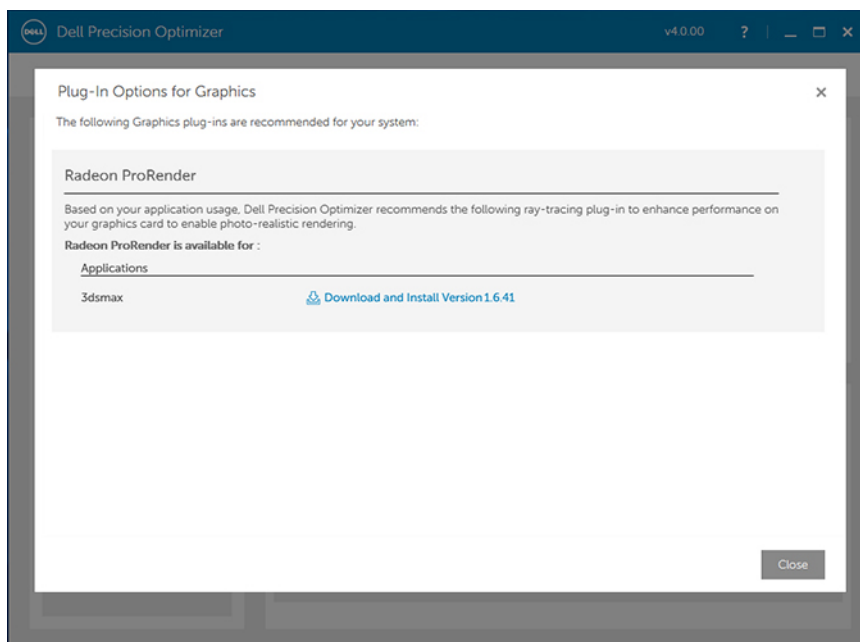 DELL Dell Precision Optimizer v4.0.00 ?
Plug-In Options for Graphics
The following Graphics plug-ins are recommended for your system:
Radeon ProRender
Based on your application usage, Dell Precision Optimizer recommends the following ray-tracing plug-in to enhance performance on
your graphics card to enable photo-realistic rendering.
Radeon ProRender is available for :
Applications
3dsmax Download and Install Version 1.6.41
Close